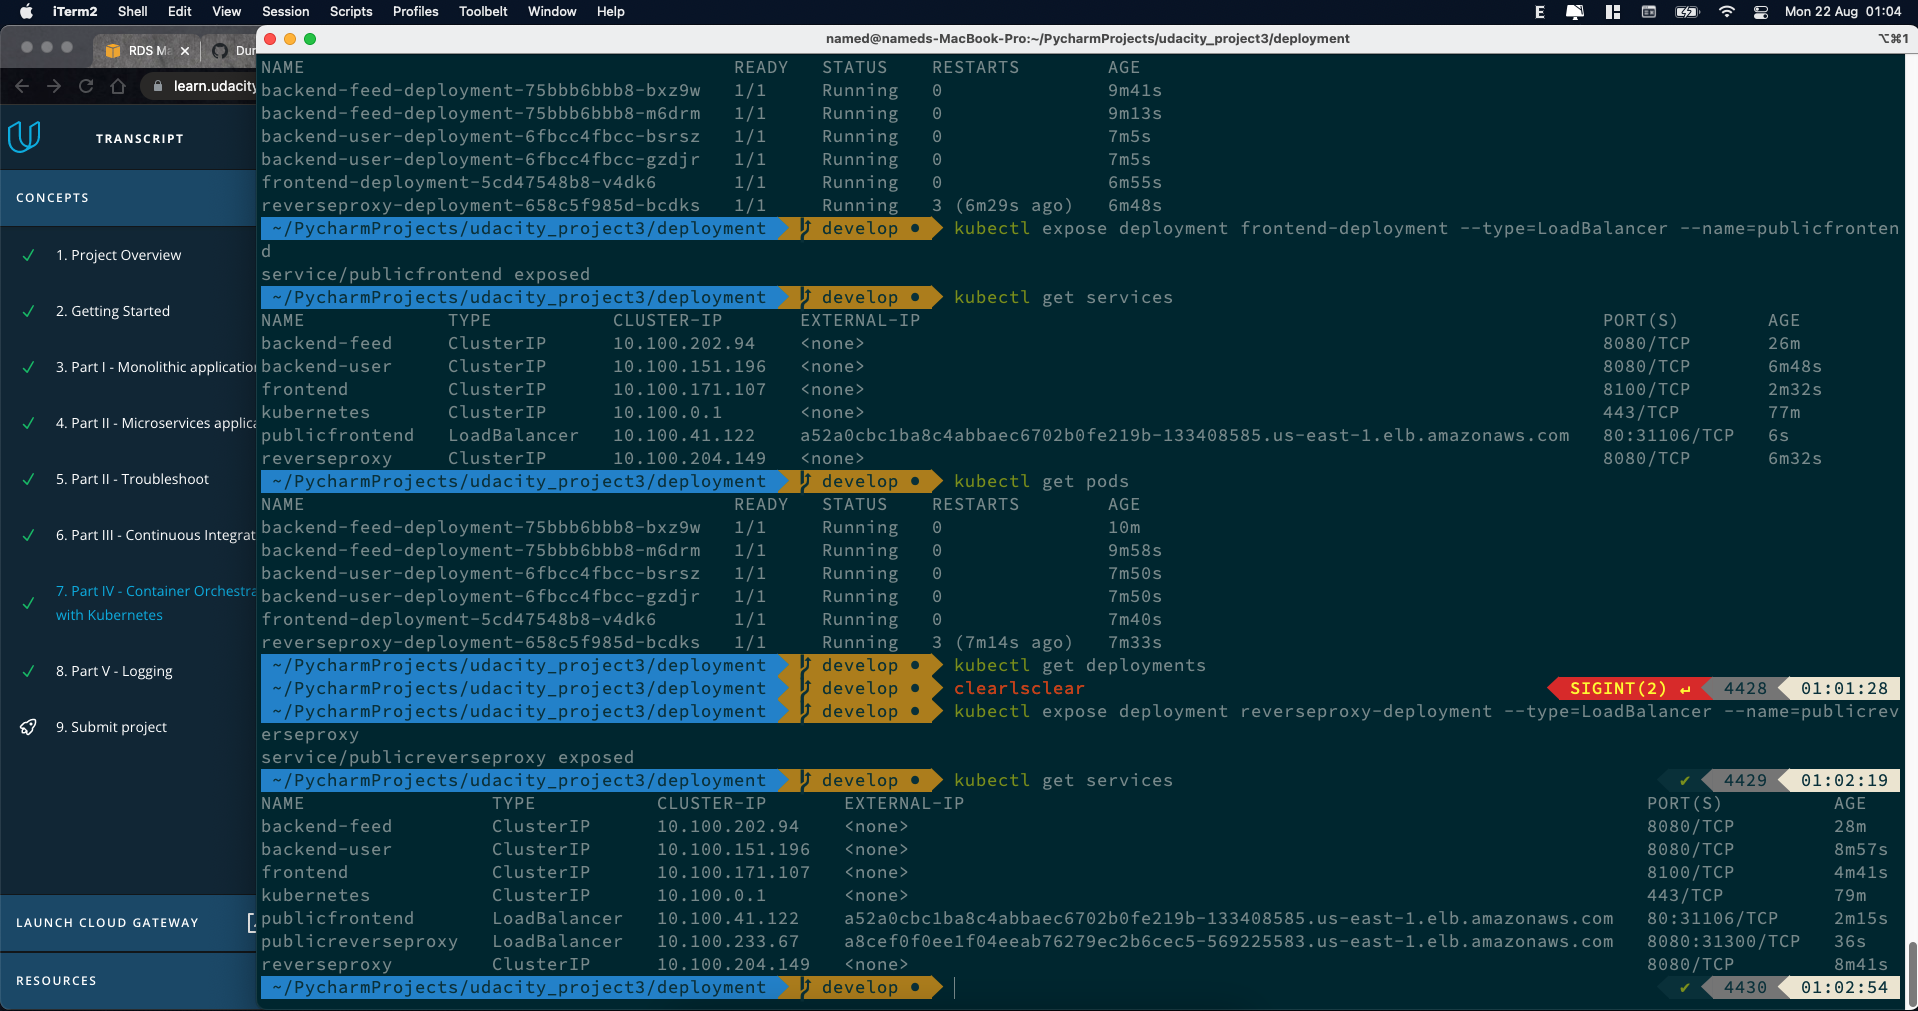 iTerm2 Shell Edit View Session Scripts Profiles Toolbelt Window Help E Mon 22 Aug 01:04
RDS Ma
Dun
learn.udacity
named@nameds-MacBook-Pro:~/PycharmProjects/udacity_project3/deployment
⌥⌘1
TRANSCRIPT
CONCEPTS
1. Project Overview
2. Getting Started
3. Part I - Monolithic application
4. Part II - Microservices applica
5. Part II - Troubleshoot
6. Part III - Continuous Integrat
7. Part IV - Container Orchestra
with Kubernetes
8. Part V - Logging
9. Submit project
LAUNCH CLOUD GATEWAY
RESOURCES
NAME READY STATUS RESTARTS AGE
backend-feed-deployment-75bbb6bbb8-bxz9w 1/1 Running 0 9m41s
backend-feed-deployment-75bbb6bbb8-m6drm 1/1 Running 0 9m13s
backend-user-deployment-6fbcc4fbcc-bsrsz 1/1 Running 0 7m5s
backend-user-deployment-6fbcc4fbcc-gzdjr 1/1 Running 0 7m5s
frontend-deployment-5cd47548b8-v4dk6 1/1 Running 0 6m55s
reverseproxy-deployment-658c5f985d-bcdks 1/1 Running 3 (6m29s ago) 6m48s
~/PycharmProjects/udacity_project3/deployment develop ● kubectl expose deployment frontend-deployment --type=LoadBalancer --name=publicfronten
d
service/publicfrontend exposed
~/PycharmProjects/udacity_project3/deployment develop ● kubectl get services
NAME TYPE CLUSTER-IP EXTERNAL-IP PORT(S) AGE
backend-feed ClusterIP 10.100.202.94 <none> 8080/TCP 26m
backend-user ClusterIP 10.100.151.196 <none> 8080/TCP 6m48s
frontend ClusterIP 10.100.171.107 <none> 8100/TCP 2m32s
kubernetes ClusterIP 10.100.0.1 <none> 443/TCP 77m
publicfrontend LoadBalancer 10.100.41.122 a52a0cbc1ba8c4abbaec6702b0fe219b-133408585.us-east-1.elb.amazonaws.com 80:31106/TCP 6s
reverseproxy ClusterIP 10.100.204.149 <none> 8080/TCP 6m32s
~/PycharmProjects/udacity_project3/deployment develop ● kubectl get pods
NAME READY STATUS RESTARTS AGE
backend-feed-deployment-75bbb6bbb8-bxz9w 1/1 Running 0 10m
backend-feed-deployment-75bbb6bbb8-m6drm 1/1 Running 0 9m58s
backend-user-deployment-6fbcc4fbcc-bsrsz 1/1 Running 0 7m50s
backend-user-deployment-6fbcc4fbcc-gzdjr 1/1 Running 0 7m50s
frontend-deployment-5cd47548b8-v4dk6 1/1 Running 0 7m40s
reverseproxy-deployment-658c5f985d-bcdks 1/1 Running 3 (7m14s ago) 7m33s
~/PycharmProjects/udacity_project3/deployment develop ● kubectl get deployments
~/PycharmProjects/udacity_project3/deployment develop ● clearlsclear SIGINT(2) ↵ 4428 01:01:28
~/PycharmProjects/udacity_project3/deployment develop ● kubectl expose deployment reverseproxy-deployment --type=LoadBalancer --name=publicrev
erseproxy
service/publicreverseproxy exposed
~/PycharmProjects/udacity_project3/deployment develop ● kubectl get services ✔ 4429 01:02:19
NAME TYPE CLUSTER-IP EXTERNAL-IP PORT(S) AGE
backend-feed ClusterIP 10.100.202.94 <none> 8080/TCP 28m
backend-user ClusterIP 10.100.151.196 <none> 8080/TCP 8m57s
frontend ClusterIP 10.100.171.107 <none> 8100/TCP 4m41s
kubernetes ClusterIP 10.100.0.1 <none> 443/TCP 79m
publicfrontend LoadBalancer 10.100.41.122 a52a0cbc1ba8c4abbaec6702b0fe219b-133408585.us-east-1.elb.amazonaws.com 80:31106/TCP 2m15s
publicreverseproxy LoadBalancer 10.100.233.67 a8cef0f0ee1f04eeab76279ec2b6cec5-569225583.us-east-1.elb.amazonaws.com 8080:31300/TCP 36s
reverseproxy ClusterIP 10.100.204.149 <none> 8080/TCP 8m41s
~/PycharmProjects/udacity_project3/deployment develop ● ✔ 4430 01:02:54